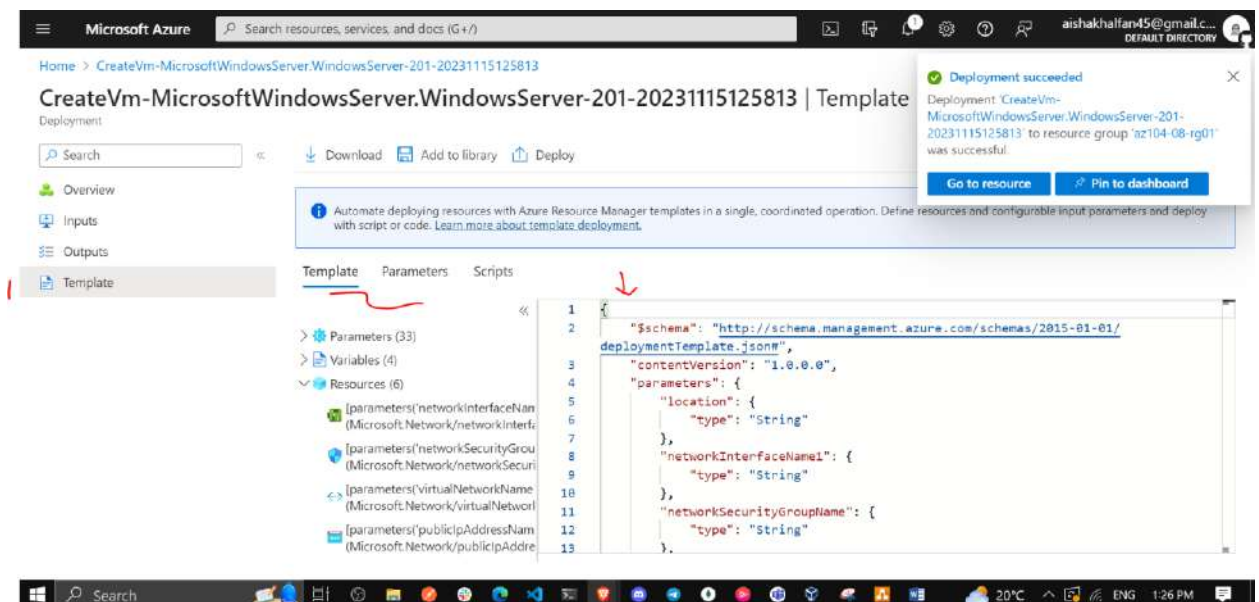 Microsoft Azure
Search resources, services, and docs (G+/)
1
aishakhalfan45@gmail.c...
DEFAULT DIRECTORY
Home > CreateVm-MicrosoftWindowsServer.WindowsServer-201-20231115125813
CreateVm-MicrosoftWindowsServer.WindowsServer-201-20231115125813 | Template
Deployment
Deployment succeeded
Deployment 'CreateVm-
MicrosoftWindowsServer.WindowsServer-201-
20231115125813' to resource group 'az104-08-rg01'
was successful.
Go to resource
Pin to dashboard
Search
Download
Add to library
Deploy
Overview
Inputs
Outputs
Template
Automate deploying resources with Azure Resource Manager templates in a single, coordinated operation. Define resources and configurable input parameters and deploy
with script or code. Learn more about template deployment.
Template Parameters Scripts
Parameters (33)
Variables (4)
Resources (6)
[parameters('networkInterfaceNam
(Microsoft.Network/networkInterfa
[parameters('networkSecurityGrou
(Microsoft.Network/networkSecuri
[parameters('virtualNetworkName
(Microsoft.Network/virtualNetworl
[parameters('publicIpAddressNam
(Microsoft.Network/publicIpAddre
1 {
2 "$schema": "http://schema.management.azure.com/schemas/2015-01-01/
deploymentTemplate.json#",
3 "contentVersion": "1.0.0.0",
4 "parameters": {
5 "location": {
6 "type": "String"
7 },
8 "networkInterfaceName1": {
9 "type": "String"
10 },
11 "networkSecurityGroupName": {
12 "type": "String"
13 },
Search
20°C
ENG
1:26 PM